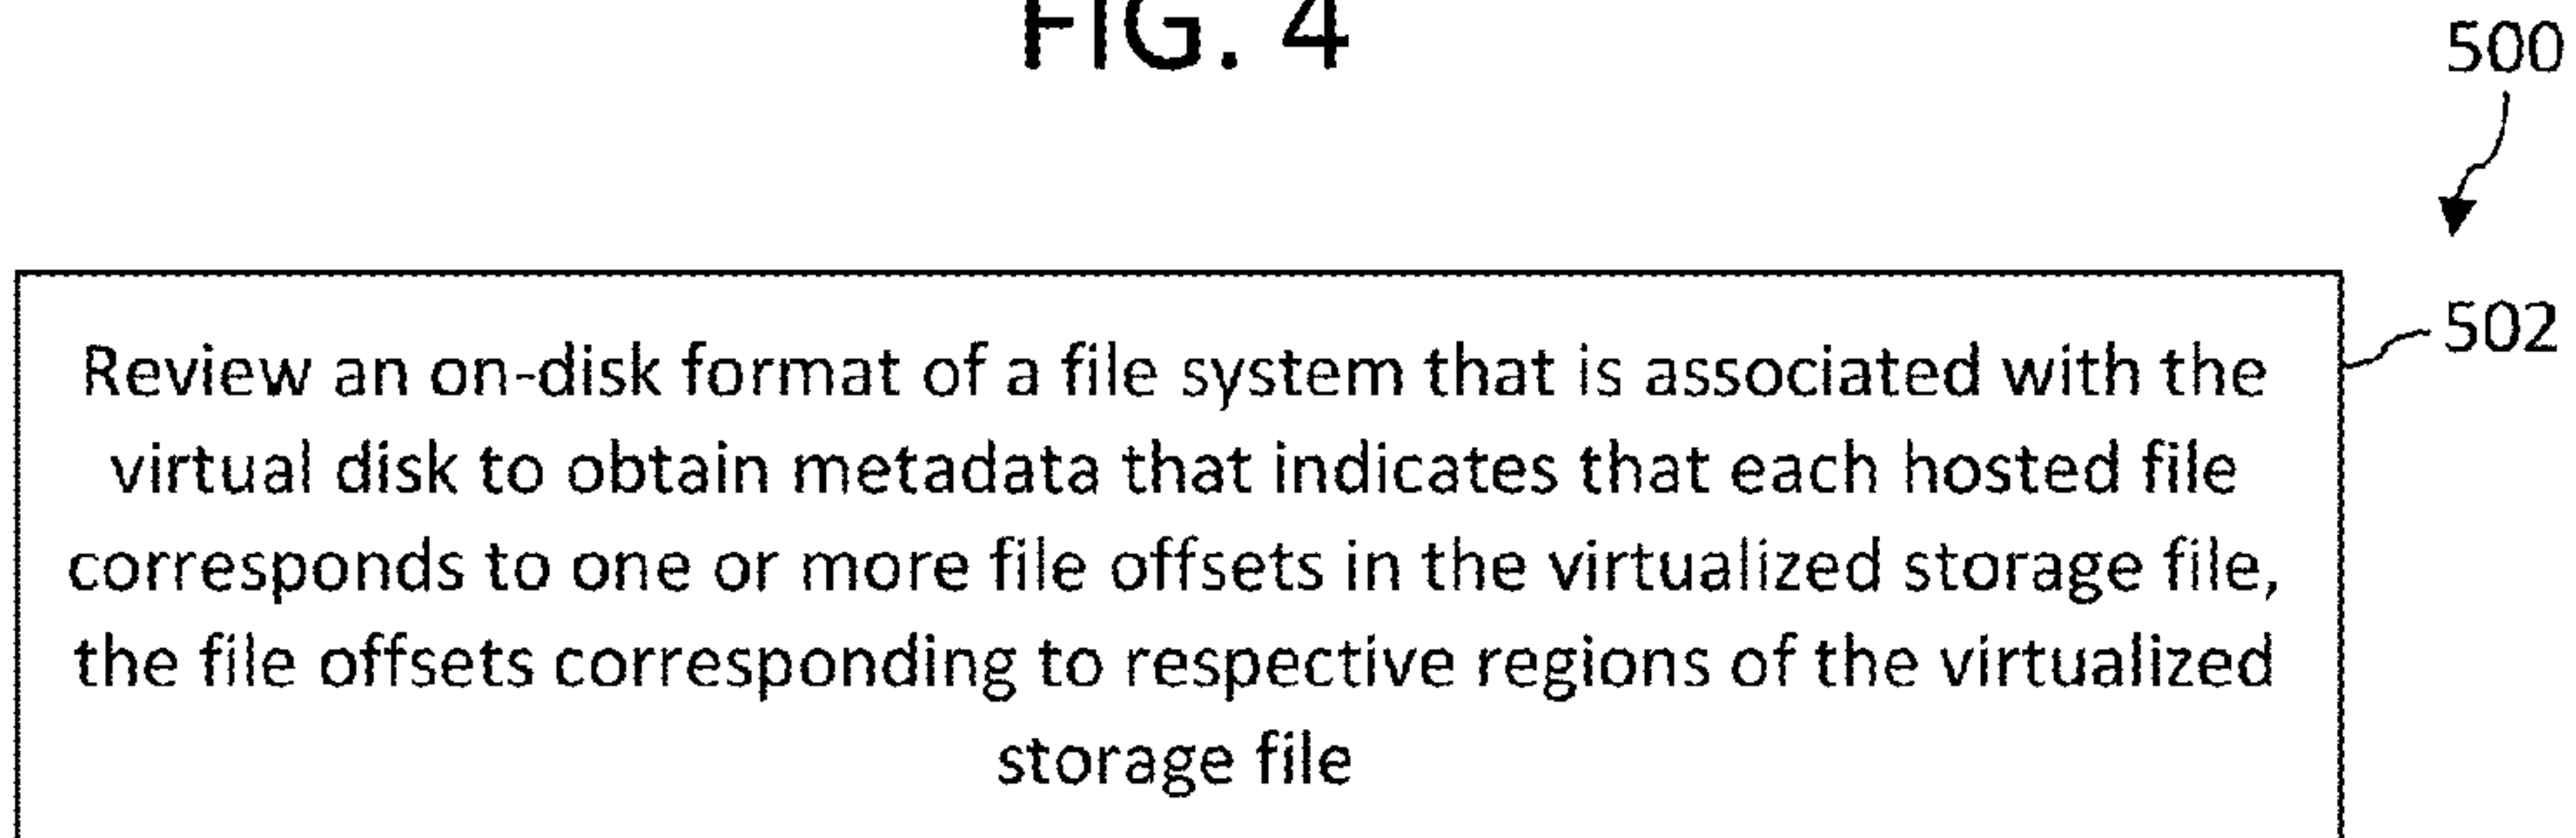 FIG. 4
500
502
Review an on-disk format of a file system that is associated with the
virtual disk to obtain metadata that indicates that each hosted file
corresponds to one or more file offsets in the virtualized storage file,
the file offsets corresponding to respective regions of the virtualized
storage file